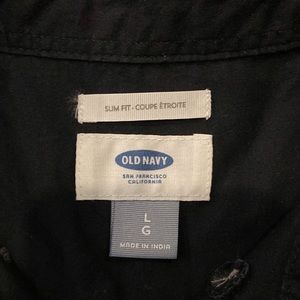 SLIM FIT - COUPE ÉTROITE
OLD NAVY
SAN FRANCISCO
CALIFORNIA
L
G
MADE IN INDIA